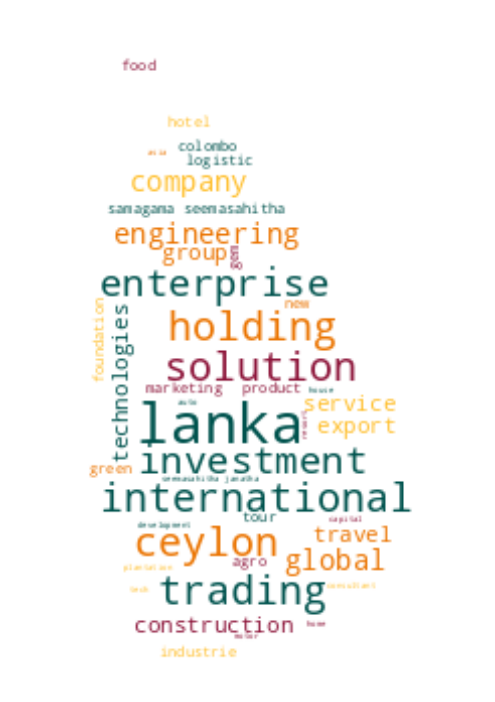 food
hotel
asia colombo
logistic
company
samagama seemasahitha
engineering
group
enterprise
new
foundation
technologies
holding
solution
marketing product house
auto
lanka
resort
service
export
investment
green
seemasahitha janatha
international
tour capital
development
ceylon travel
agro global
plantation
tech trading consultant
construction home
motor
industrie